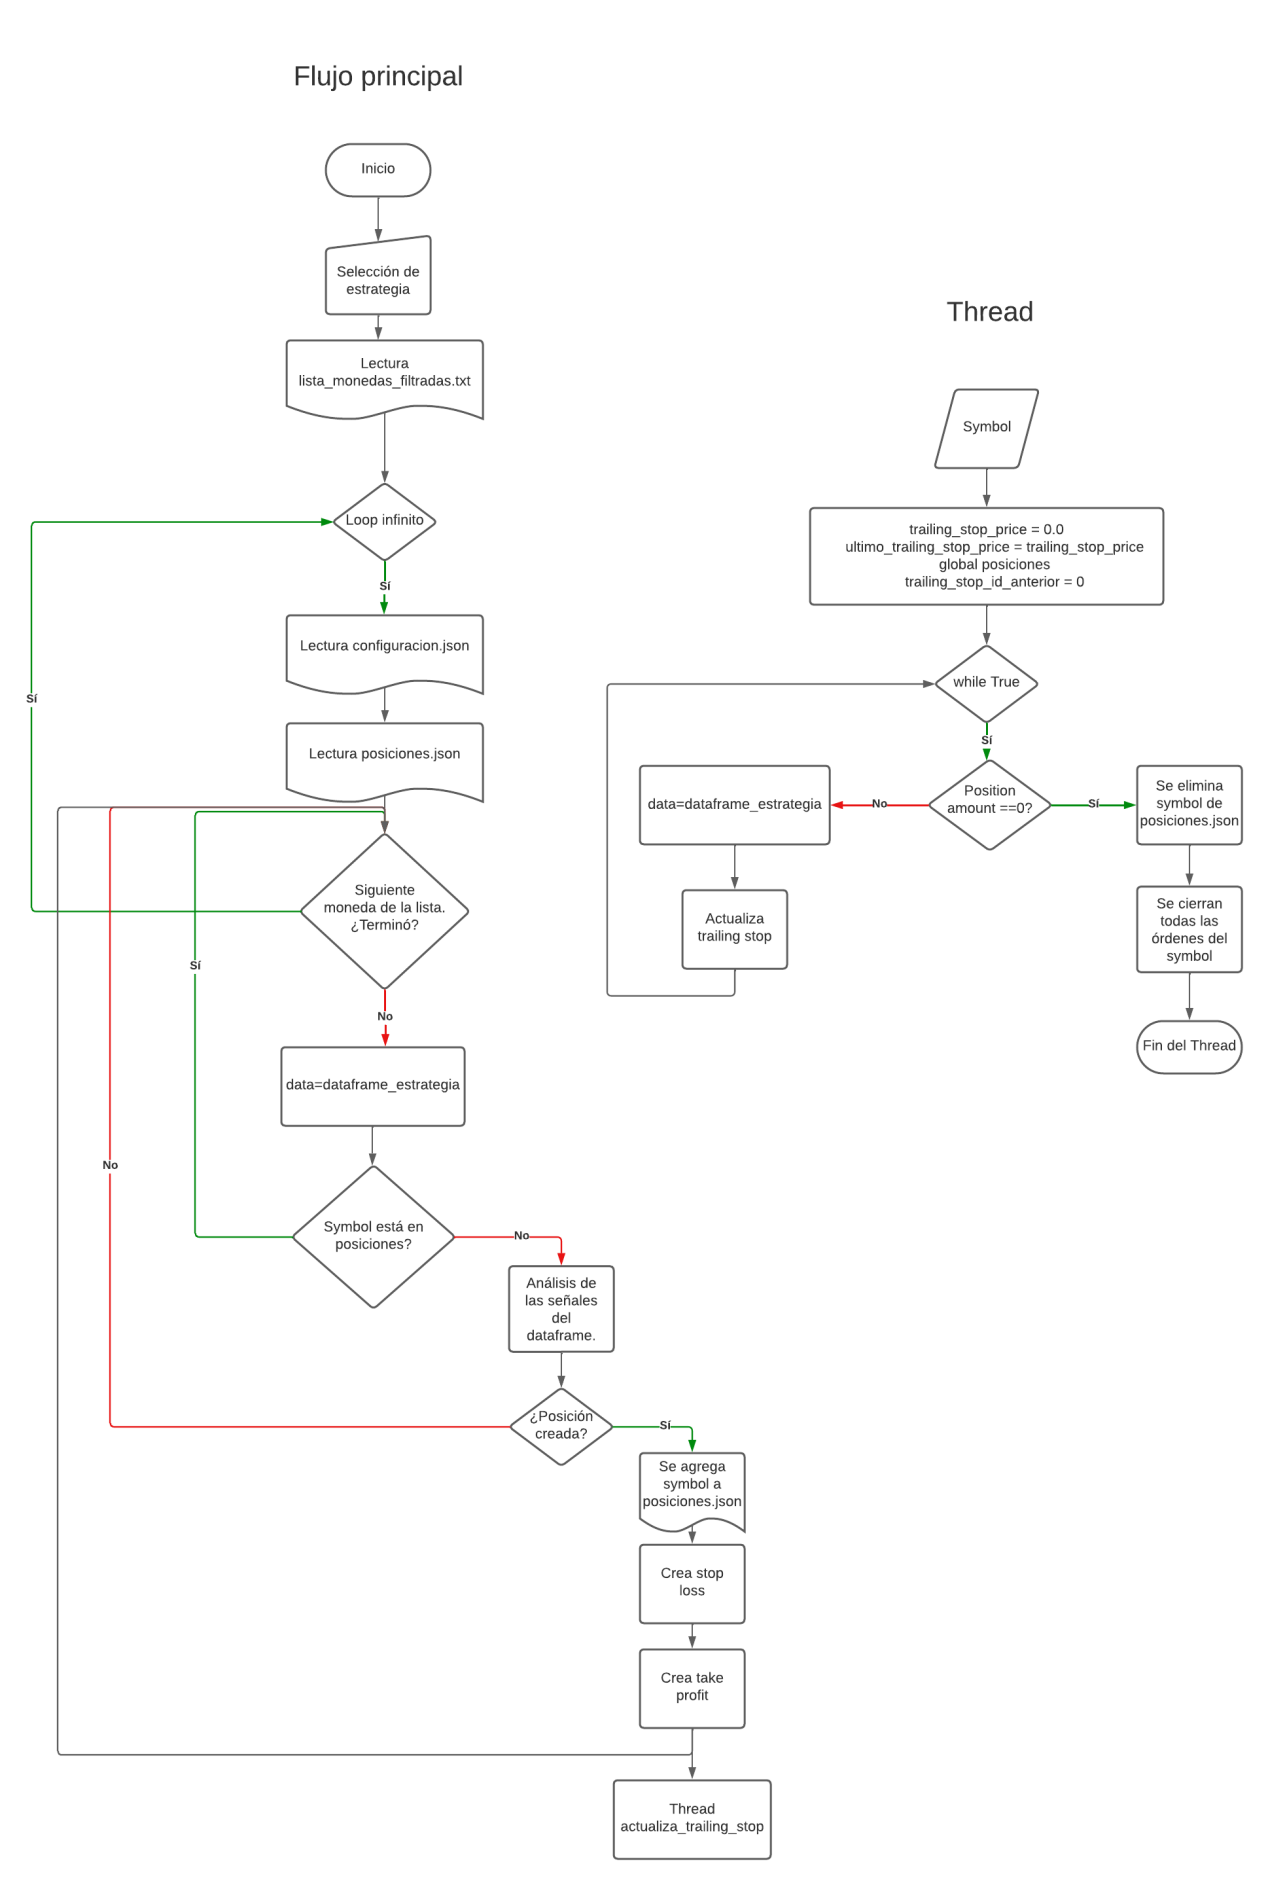 Flujo principal
Inicio
Selección de
estrategia
Lectura
lista_monedas_filtradas.txt
Loop infinito
Sí
Lectura configuracion.json
Sí
Lectura posiciones.json
Siguiente
moneda de la lista.
¿Terminó?
Sí
No
data=dataframe_estrategia
No
Symbol está en
posiciones?
No
Análisis de
las señales
del
dataframe.
¿Posición
creada?
Sí
Se agrega
symbol a
posiciones.json
Crea stop
loss
Crea take
profit
Thread
actualiza_trailing_stop
Thread
Symbol
trailing_stop_price = 0.0
ultimo_trailing_stop_price = trailing_stop_price
global posiciones
trailing_stop_id_anterior = 0
while True
Sí
Position
amount ==0?
No
data=dataframe_estrategia
Actualiza
trailing stop
Sí
Se elimina
symbol de
posiciones.json
Se cierran
todas las
órdenes del
symbol
Fin del Thread